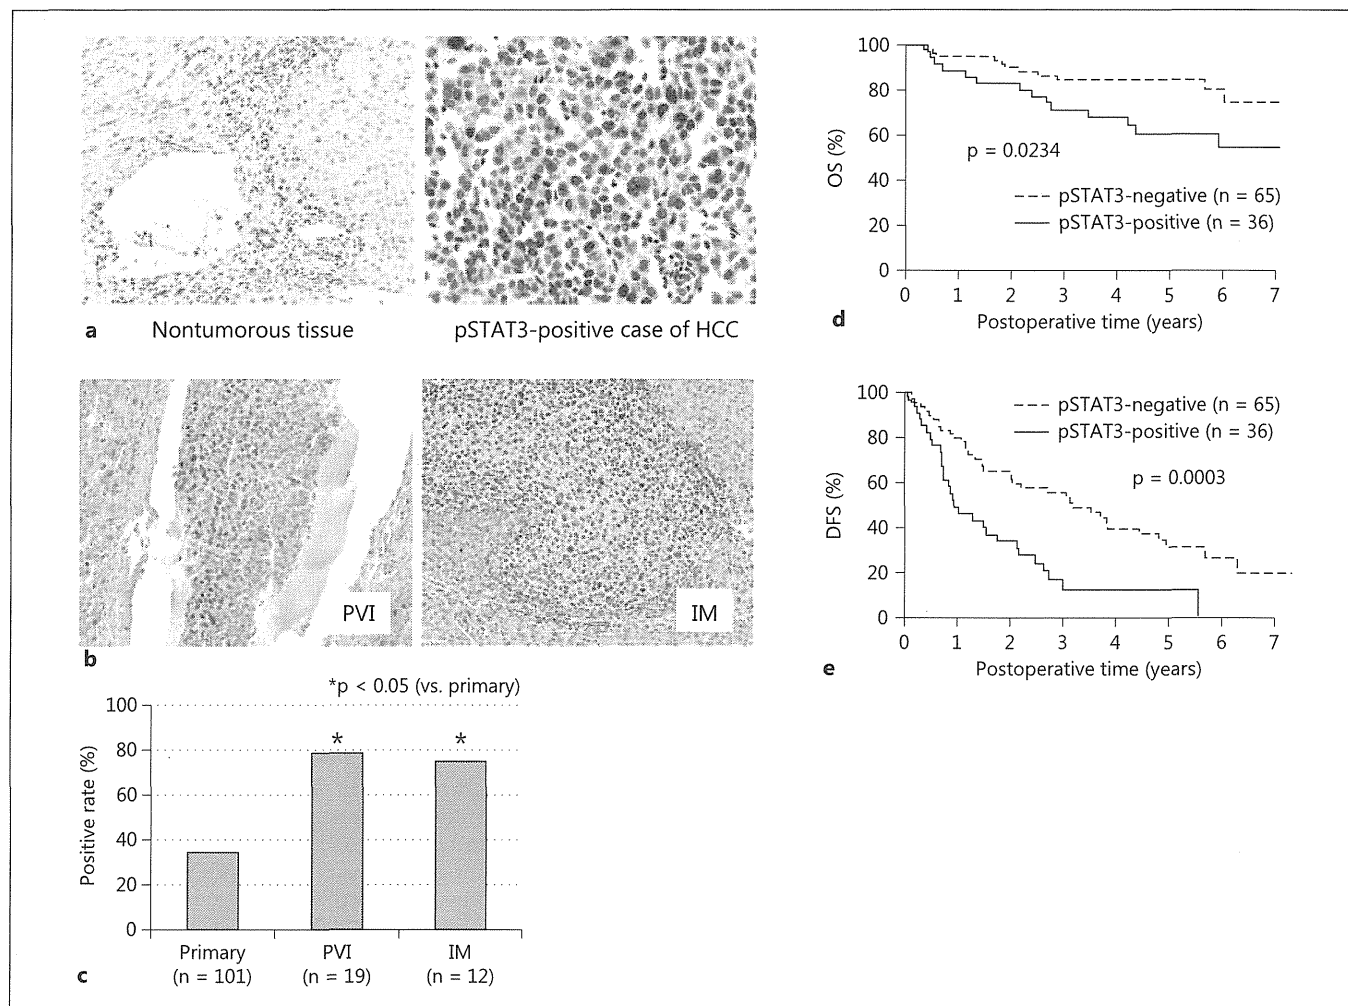 Nontumorous tissue
pSTAT3-positive case of HCC
a
PVI
IM
b
*p < 0.05 (vs. primary)
Positive rate (%)
100
80
60
40
20
0
*
*
Primary
(n = 101)
PVI
(n = 19)
IM
(n = 12)
c
OS (%)
100
80
60
40
20
0
p = 0.0234
pSTAT3-negative (n = 65)
pSTAT3-positive (n = 36)
0 1 2 3 4 5 6 7
Postoperative time (years)
d
DFS (%)
100
80
60
40
20
0
pSTAT3-negative (n = 65)
pSTAT3-positive (n = 36)
p = 0.0003
0 1 2 3 4 5 6 7
Postoperative time (years)
e